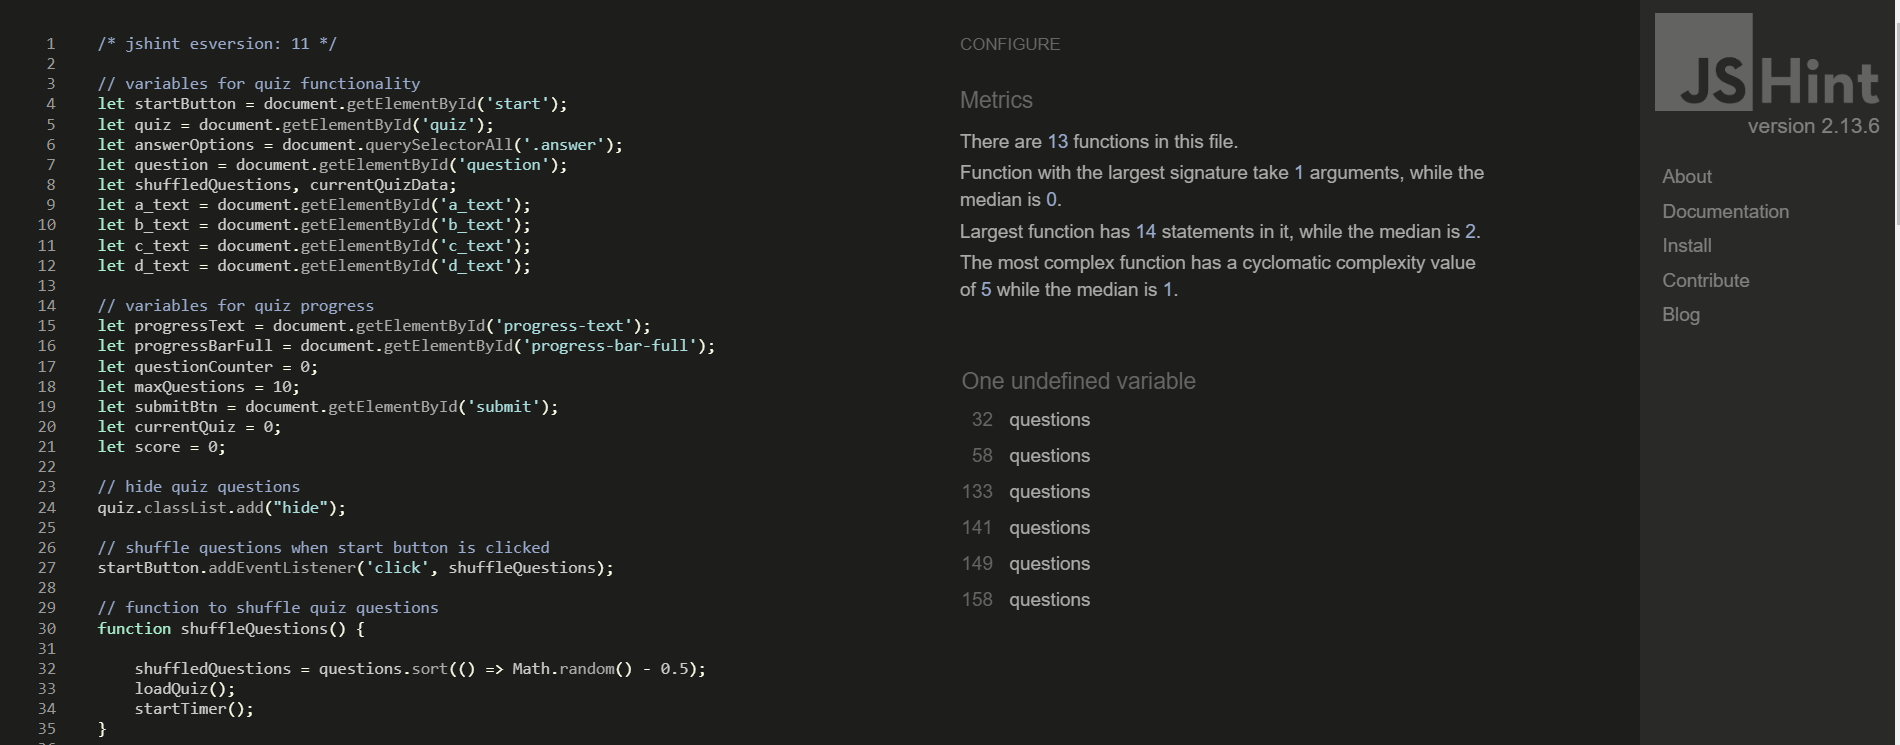 1 /* jshint esversion: 11 */
2
3 // variables for quiz functionality
4 let startButton = document.getElementById('start');
5 let quiz = document.getElementById('quiz');
6 let answerOptions = document.querySelectorAll('.answer');
7 let question = document.getElementById('question');
8 let shuffledQuestions, currentQuizData;
9 let a_text = document.getElementById('a_text');
10 let b_text = document.getElementById('b_text');
11 let c_text = document.getElementById('c_text');
12 let d_text = document.getElementById('d_text');
13
14 // variables for quiz progress
15 let progressText = document.getElementById('progress-text');
16 let progressBarFull = document.getElementById('progress-bar-full');
17 let questionCounter = 0;
18 let maxQuestions = 10;
19 let submitBtn = document.getElementById('submit');
20 let currentQuiz = 0;
21 let score = 0;
22
23 // hide quiz questions
24 quiz.classList.add("hide");
25
26 // shuffle questions when start button is clicked
27 startButton.addEventListener('click', shuffleQuestions);
28
29 // function to shuffle quiz questions
30 function shuffleQuestions() {
31
32 shuffledQuestions = questions.sort(() => Math.random() - 0.5);
33 loadQuiz();
34 startTimer();
35 }
CONFIGURE
Metrics
There are 13 functions in this file.
Function with the largest signature take 1 arguments, while the
median is 0.
Largest function has 14 statements in it, while the median is 2.
The most complex function has a cyclomatic complexity value
of 5 while the median is 1.
One undefined variable
32 questions
58 questions
133 questions
141 questions
149 questions
158 questions
JSHint
version 2.13.6
About
Documentation
Install
Contribute
Blog